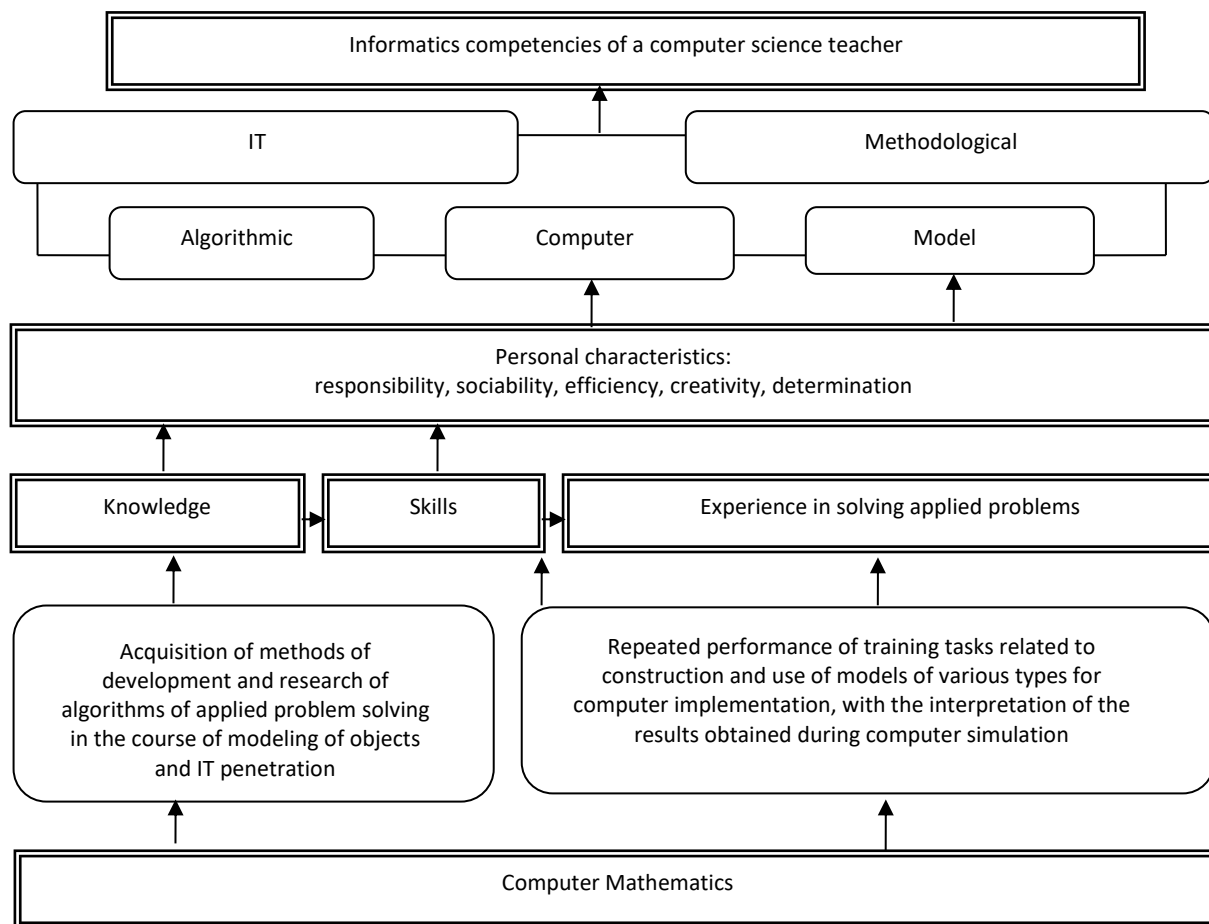 Informatics competencies of a computer science teacher
IT
Methodological
Algorithmic
Computer
Model
Personal characteristics:
responsibility, sociability, efficiency, creativity, determination
Knowledge
Skills
Experience in solving applied problems
Acquisition of methods of
development and research of
algorithms of applied problem solving
in the course of modeling of objects
and IT penetration
Repeated performance of training tasks related to
construction and use of models of various types for
computer implementation, with the interpretation of the
results obtained during computer simulation
Computer Mathematics